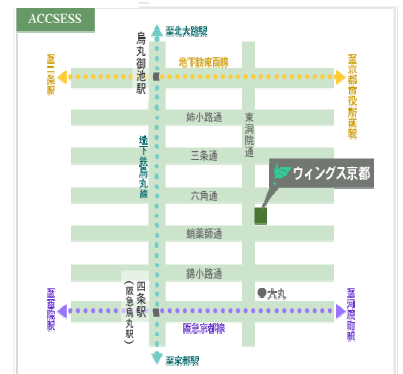 ACCSESS
至北大路駅
烏丸御池駅
地下鉄東西線
至二条駅
至京都市役所前駅
姉小路通
東洞院通
地下鉄烏丸線
三条通
ウィングス京都
六角通
蛸薬師通
錦小路通
四条駅
(阪急烏丸駅)
大丸
至西院駅
至河原町駅
阪急京都線
至京都駅